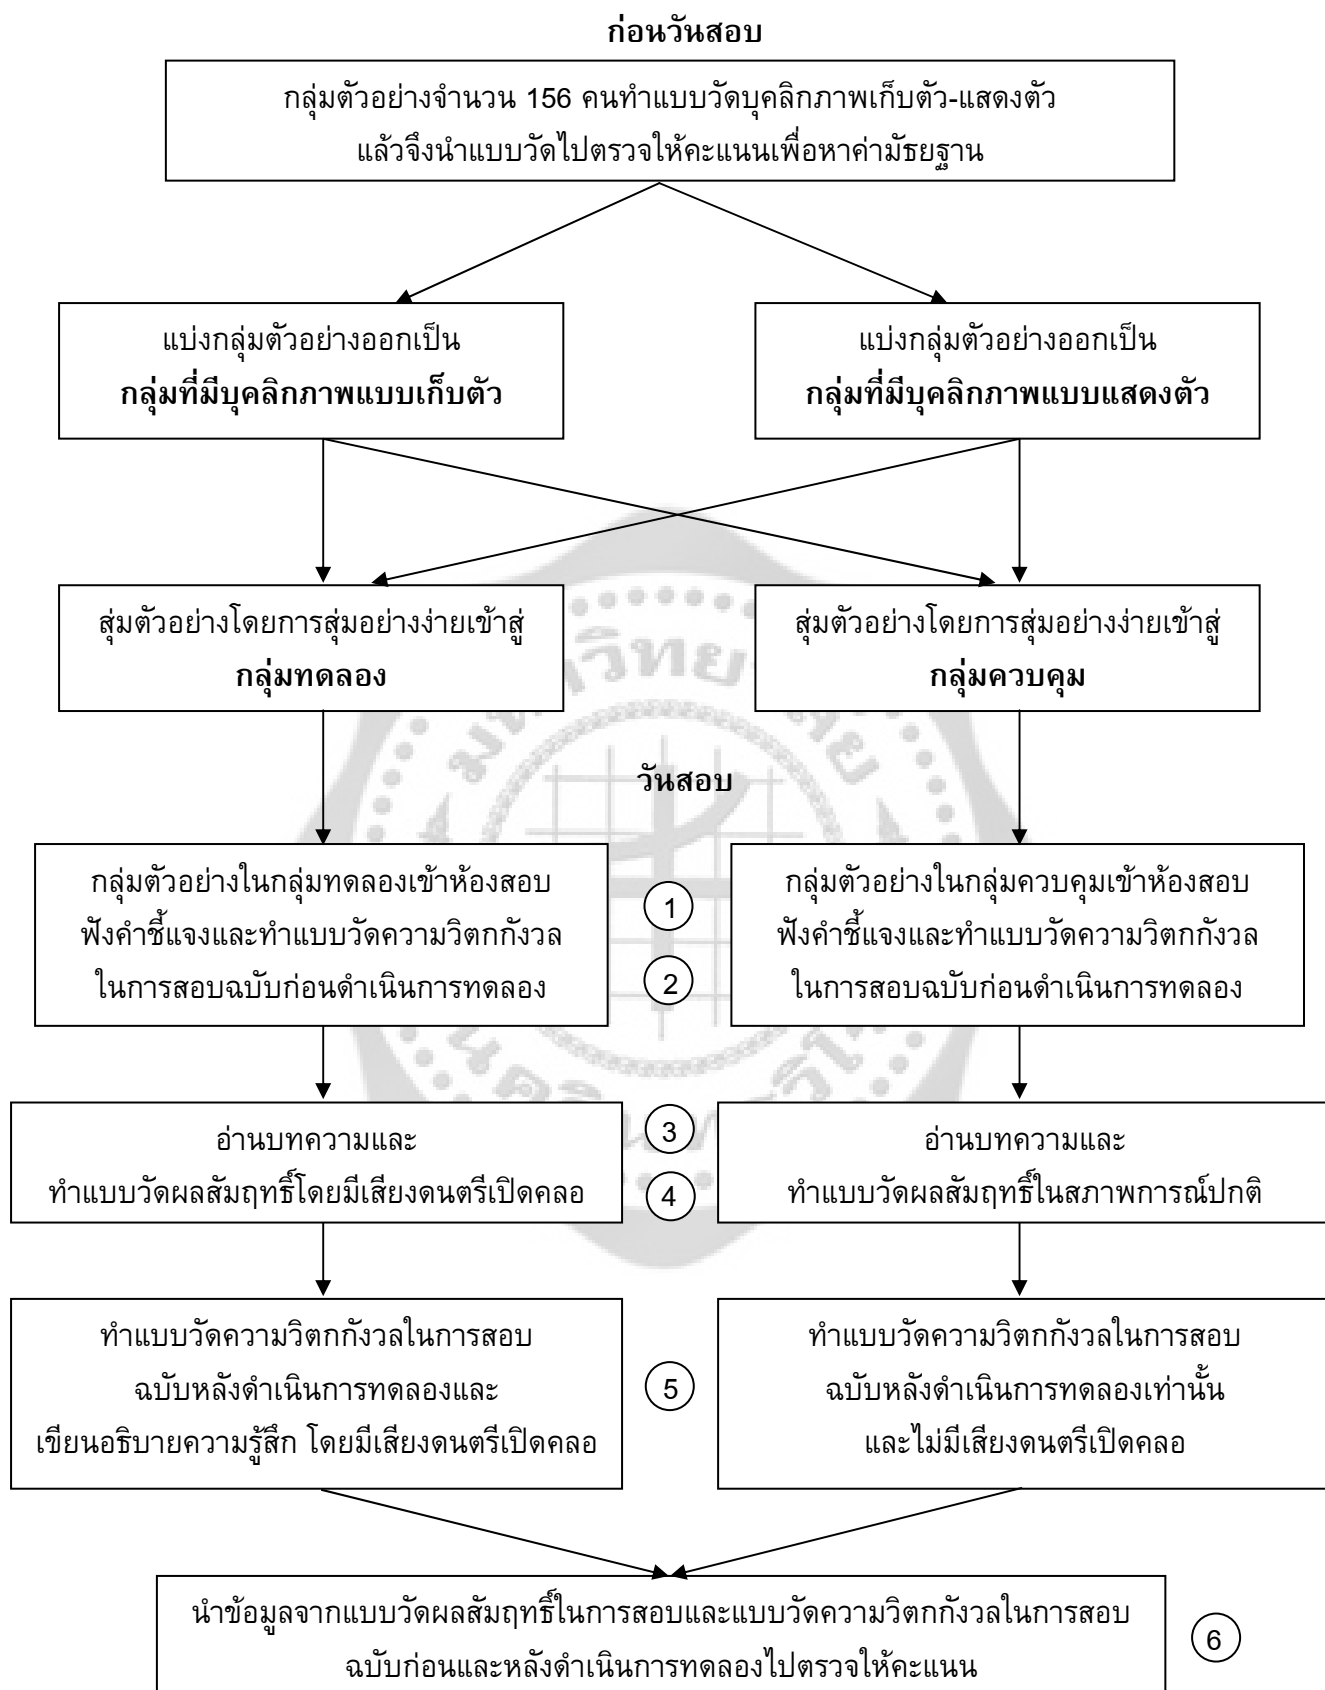 ก่อนวันสอบ
กลุ่มตัวอย่างจำนวน 156 คนทำแบบวัดบุคลิกภาพเก็บตัว-แสดงตัว
แล้วจึงนำแบบวัดไปตรวจให้คะแนนเพื่อหาค่ามัธยฐาน
แบ่งกลุ่มตัวอย่างออกเป็น
กลุ่มที่มีบุคลิกภาพแบบเก็บตัว
แบ่งกลุ่มตัวอย่างออกเป็น
กลุ่มที่มีบุคลิกภาพแบบแสดงตัว
สุ่มตัวอย่างโดยการสุ่มอย่างง่ายเข้าสู่
กลุ่มทดลอง
สุ่มตัวอย่างโดยการสุ่มอย่างง่ายเข้าสู่
กลุ่มควบคุม
วันสอบ
กลุ่มตัวอย่างในกลุ่มทดลองเข้าห้องสอบ
ฟังคำชี้แจงและทำแบบวัดความวิตกกังวล
ในการสอบฉบับก่อนดำเนินการทดลอง
1
2
กลุ่มตัวอย่างในกลุ่มควบคุมเข้าห้องสอบ
ฟังคำชี้แจงและทำแบบวัดความวิตกกังวล
ในการสอบฉบับก่อนดำเนินการทดลอง
อ่านบทความและ
ทำแบบวัดผลสัมฤทธิ์โดยมีเสียงดนตรีเปิดคลอ
3
4
อ่านบทความและ
ทำแบบวัดผลสัมฤทธิ์ในสภาพการณ์ปกติ
ทำแบบวัดความวิตกกังวลในการสอบ
ฉบับหลังดำเนินการทดลองและ
เขียนอธิบายความรู้สึก โดยมีเสียงดนตรีเปิดคลอ
5
ทำแบบวัดความวิตกกังวลในการสอบ
ฉบับหลังดำเนินการทดลองเท่านั้น
และไม่มีเสียงดนตรีเปิดคลอ
นำข้อมูลจากแบบวัดผลสัมฤทธิ์ในการสอบและแบบวัดความวิตกกังวลในการสอบ
ฉบับก่อนและหลังดำเนินการทดลองไปตรวจให้คะแนน
6